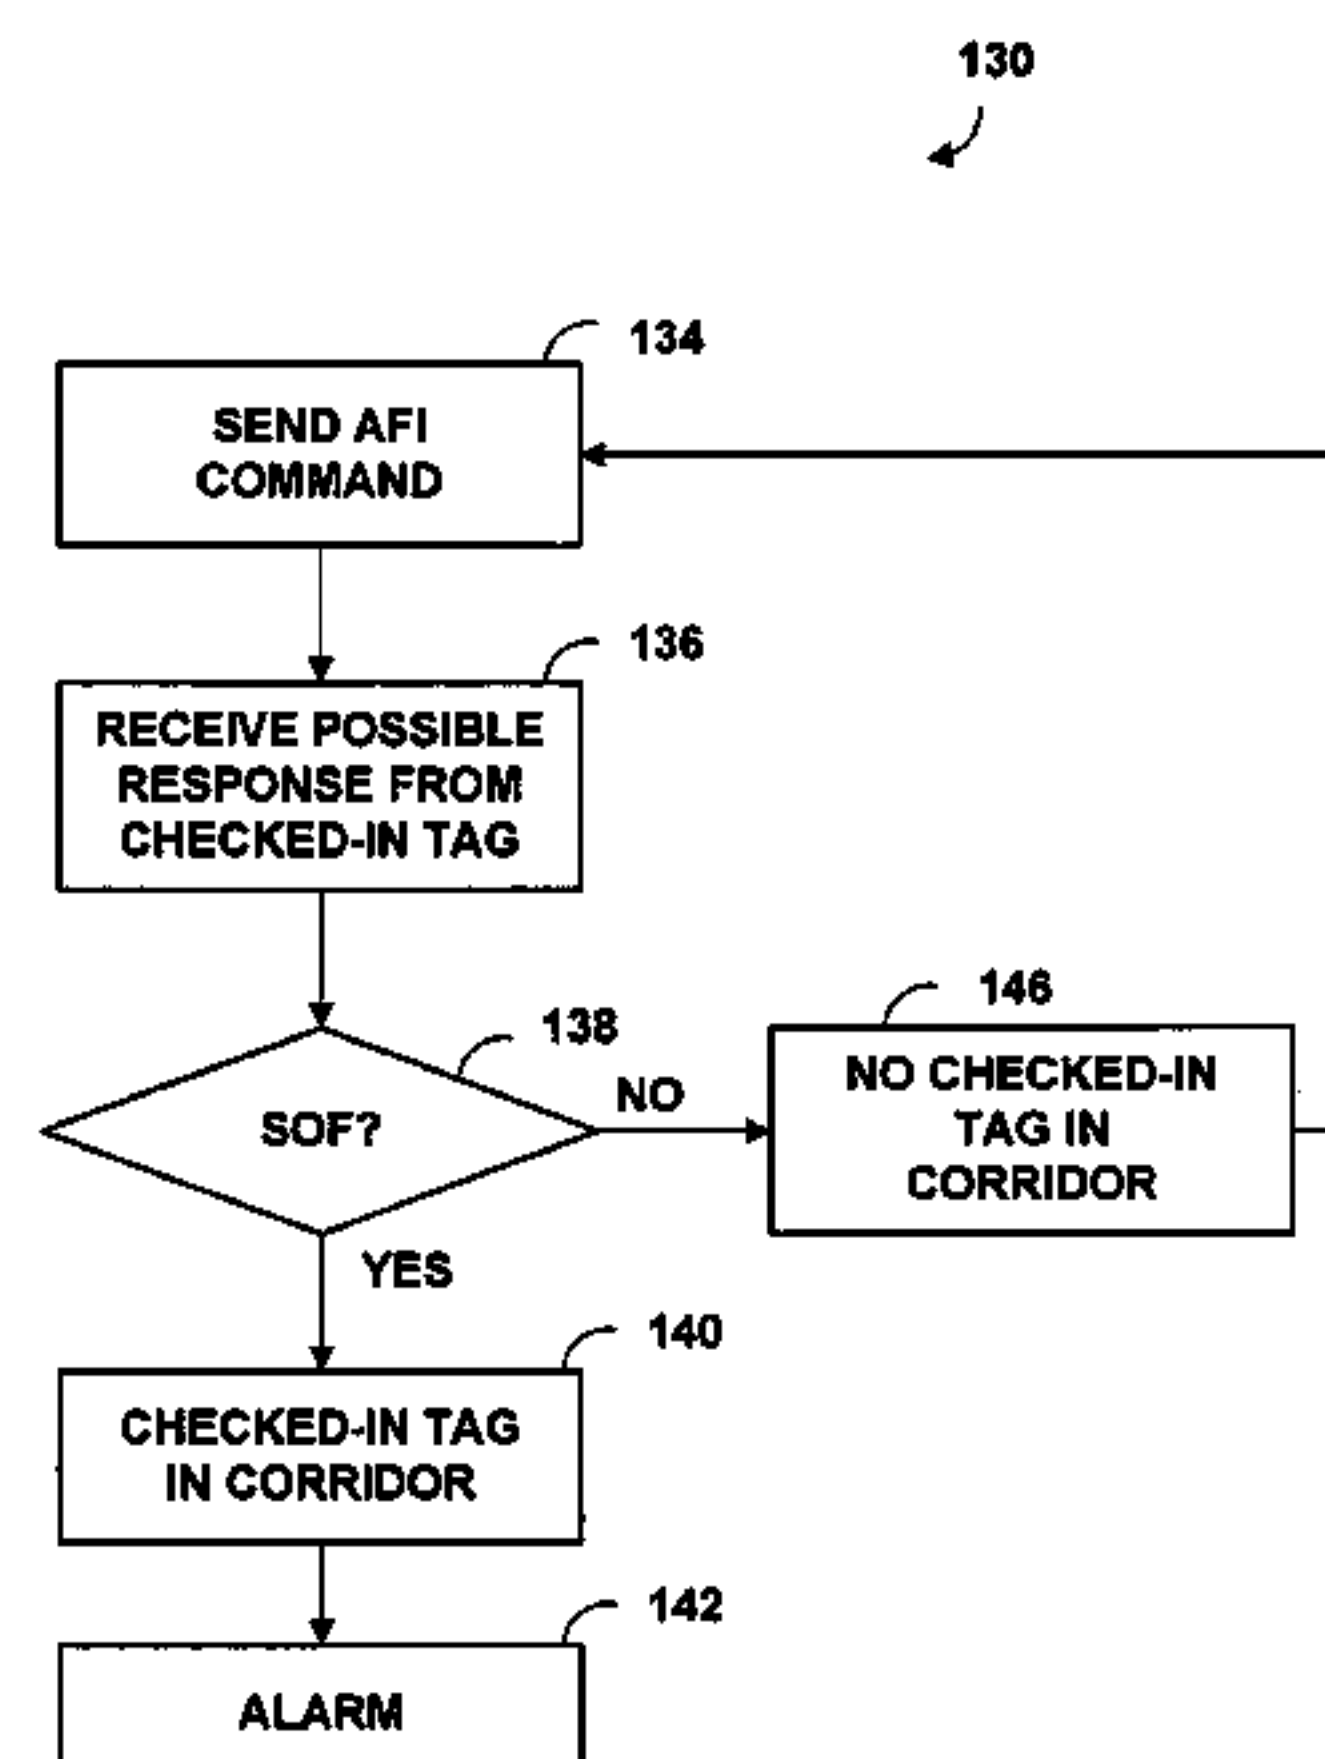 130
134
SEND AFI
COMMAND
136
RECEIVE POSSIBLE
RESPONSE FROM
CHECKED-IN TAG
138
SOF?
NO
146
NO CHECKED-IN
TAG IN
CORRIDOR
YES
140
CHECKED-IN TAG
IN CORRIDOR
142
ALARM